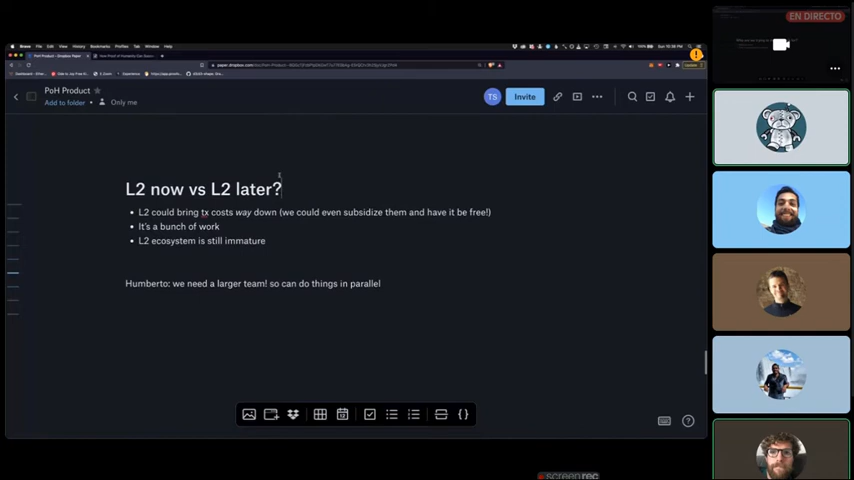 EN DIRECTO
PoH Product
Add to folder
Only me
TS
Invite
L2 now vs L2 later?
L2 could bring tx costs way down (we could even subsidize them and have it be free!)
It's a bunch of work
L2 ecosystem is still immature
Humberto: we need a larger team! so can do things in parallel
screenrec